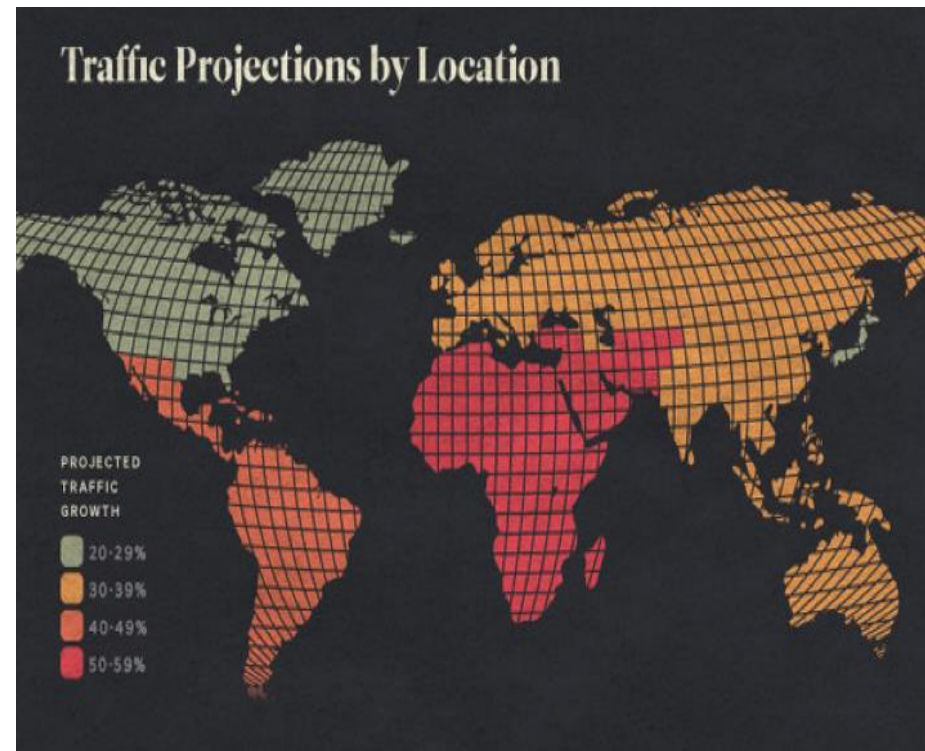 Traffic Projections by Location
PROJECTED
TRAFFIC
GROWTH
20-29%
30-39%
40-49%
50-59%